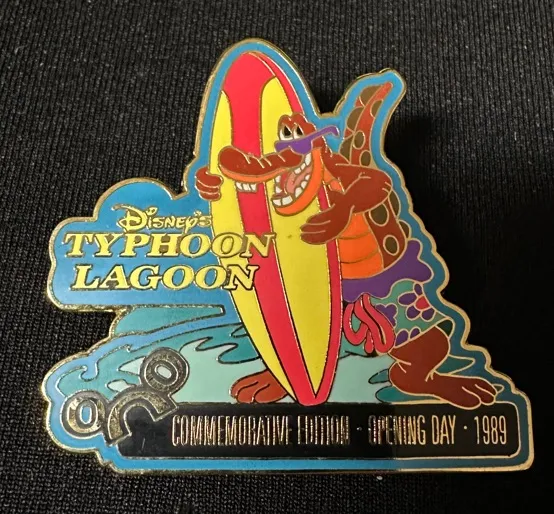 Disney's
TYPHOON
LAGOON
COMMEMORATIVE EDITION - OPENING DAY · 1989